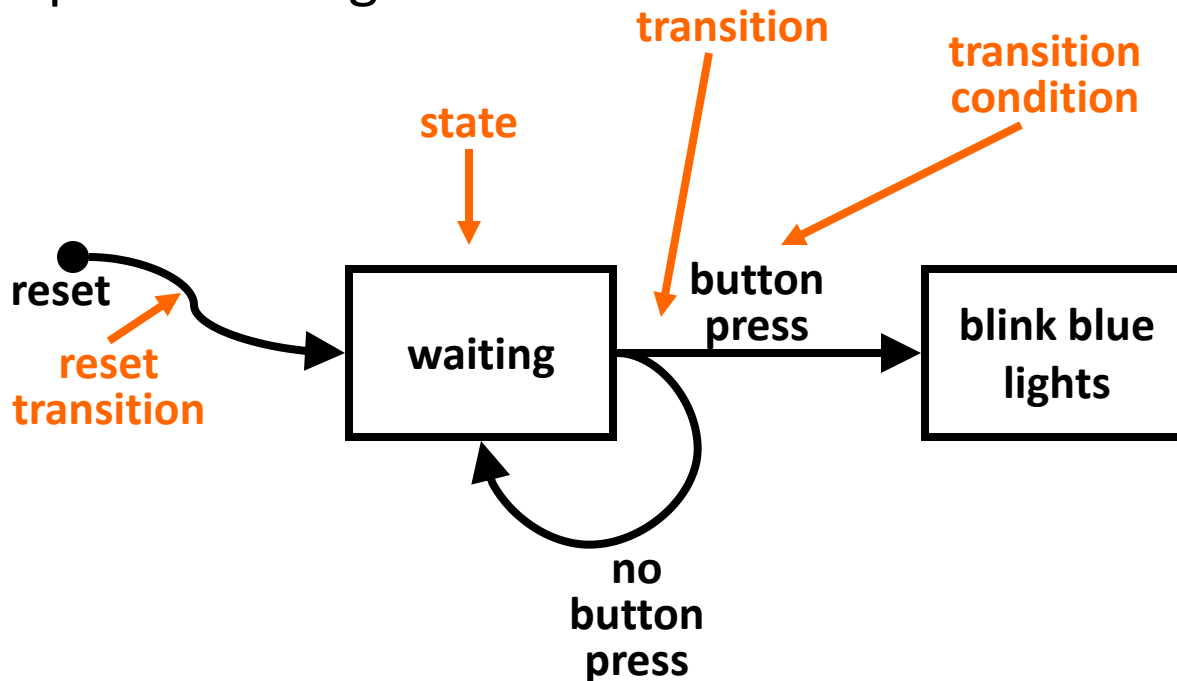 transition
transition
condition
state
reset
reset
transition
waiting
button
press
blink blue
lights
no
button
press